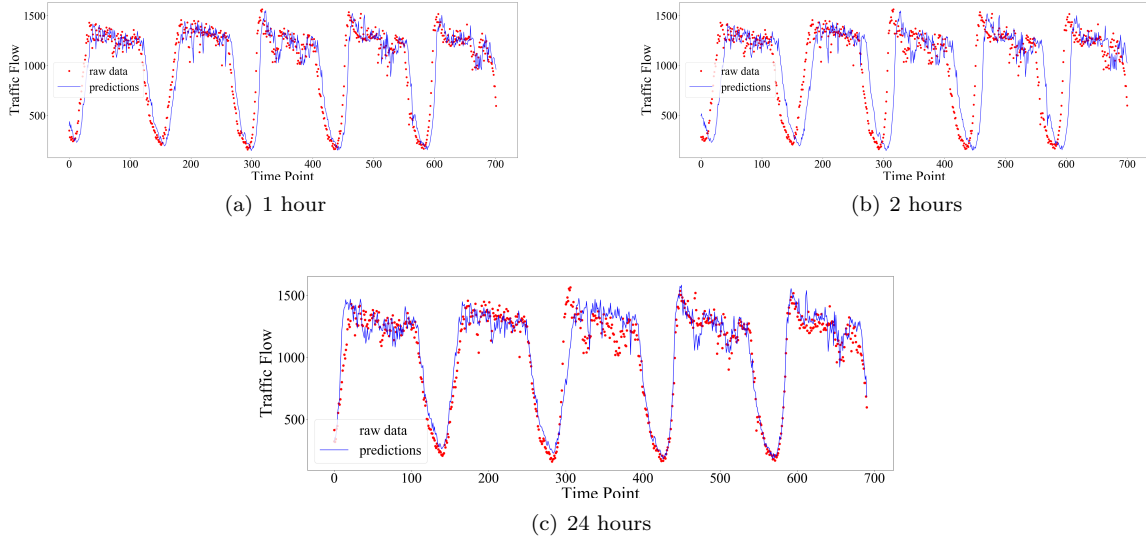 1500
1000
500
Traffic Flow
raw data
predictions
0 100 200 300 400 500 600 700
Time Point
(a) 1 hour
1500
1000
500
Traffic Flow
raw data
predictions
0 100 200 300 400 500 600 700
Time Point
(b) 2 hours
1500
1000
500
Traffic Flow
raw data
predictions
0 100 200 300 400 500 600 700
Time Point
(c) 24 hours